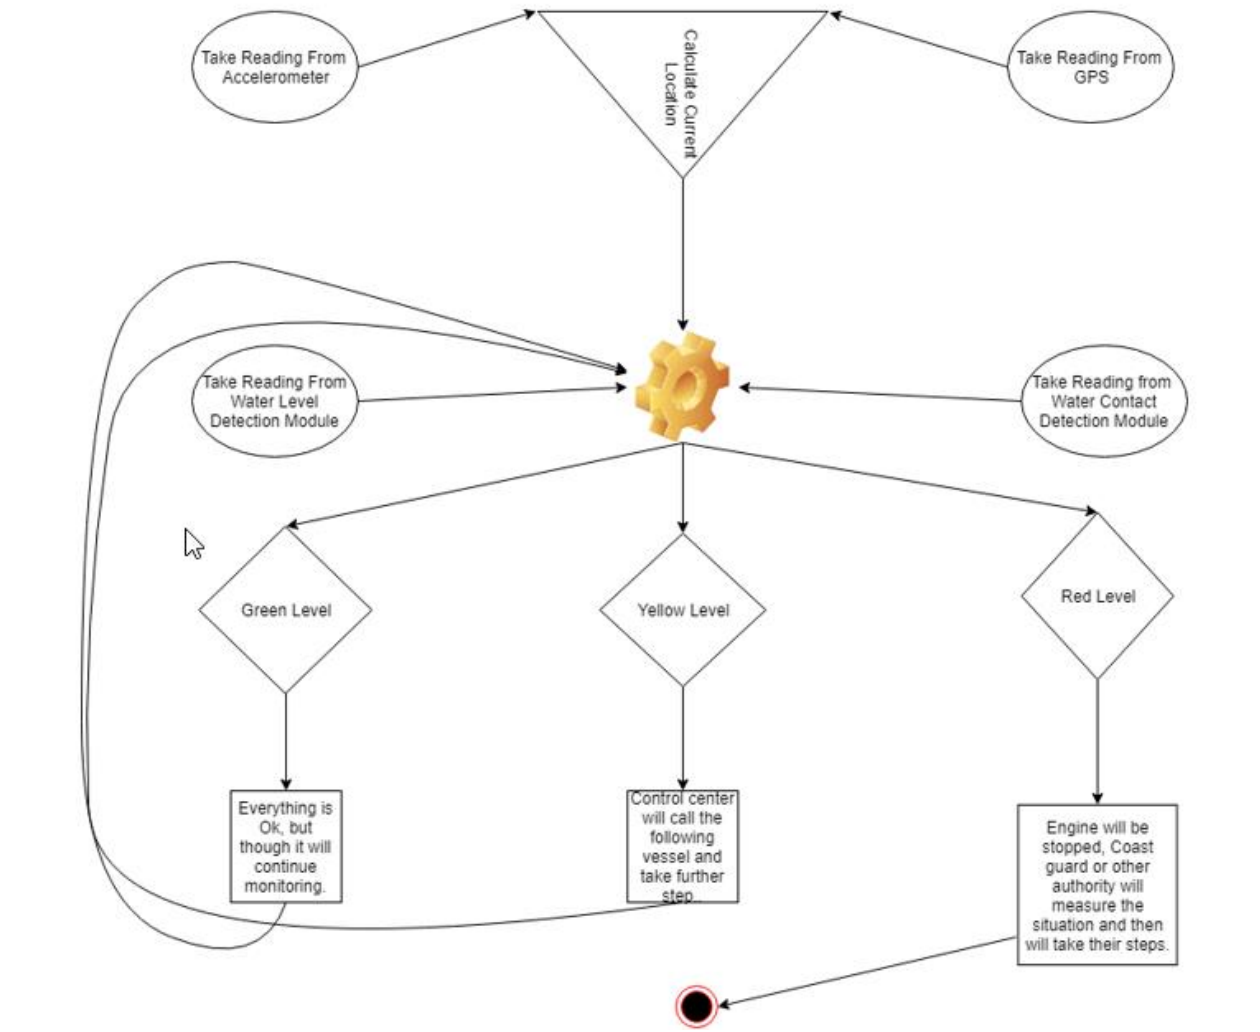 Take Reading From
Accelerometer
Calculate Current
Location
Take Reading From
GPS
Take Reading From
Water Level
Detection Module
Take Reading from
Water Contact
Detection Module
Green Level
Yellow Level
Red Level
Everything is
Ok, but
though it will
continue
monitoring.
Control center
will call the
following
vessel and
take further
step..
Engine will be
stopped, Coast
guard or other
authority will
measure the
situation and then
will take their steps.